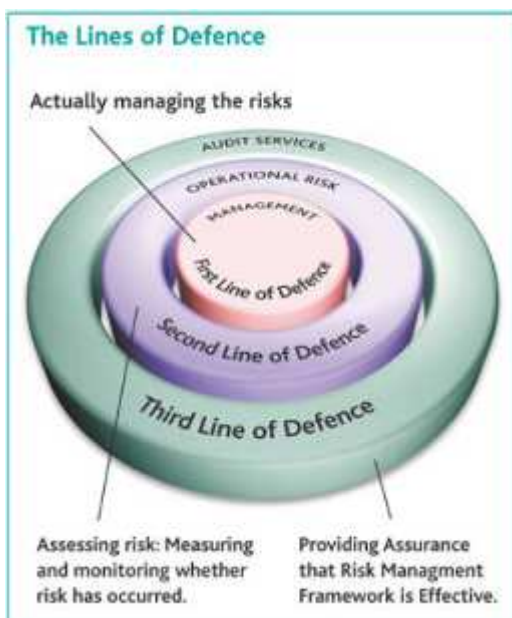 The Lines of Defence
Actually managing the risks
AUDIT SERVICES
OPERATIONAL RISK
MANAGEMENT
First Line of Defence
Second Line of Defence
Third Line of Defence
Assessing risk: Measuring
and monitoring whether
risk has occurred.
Providing Assurance
that Risk Managment
Framework is Effective.